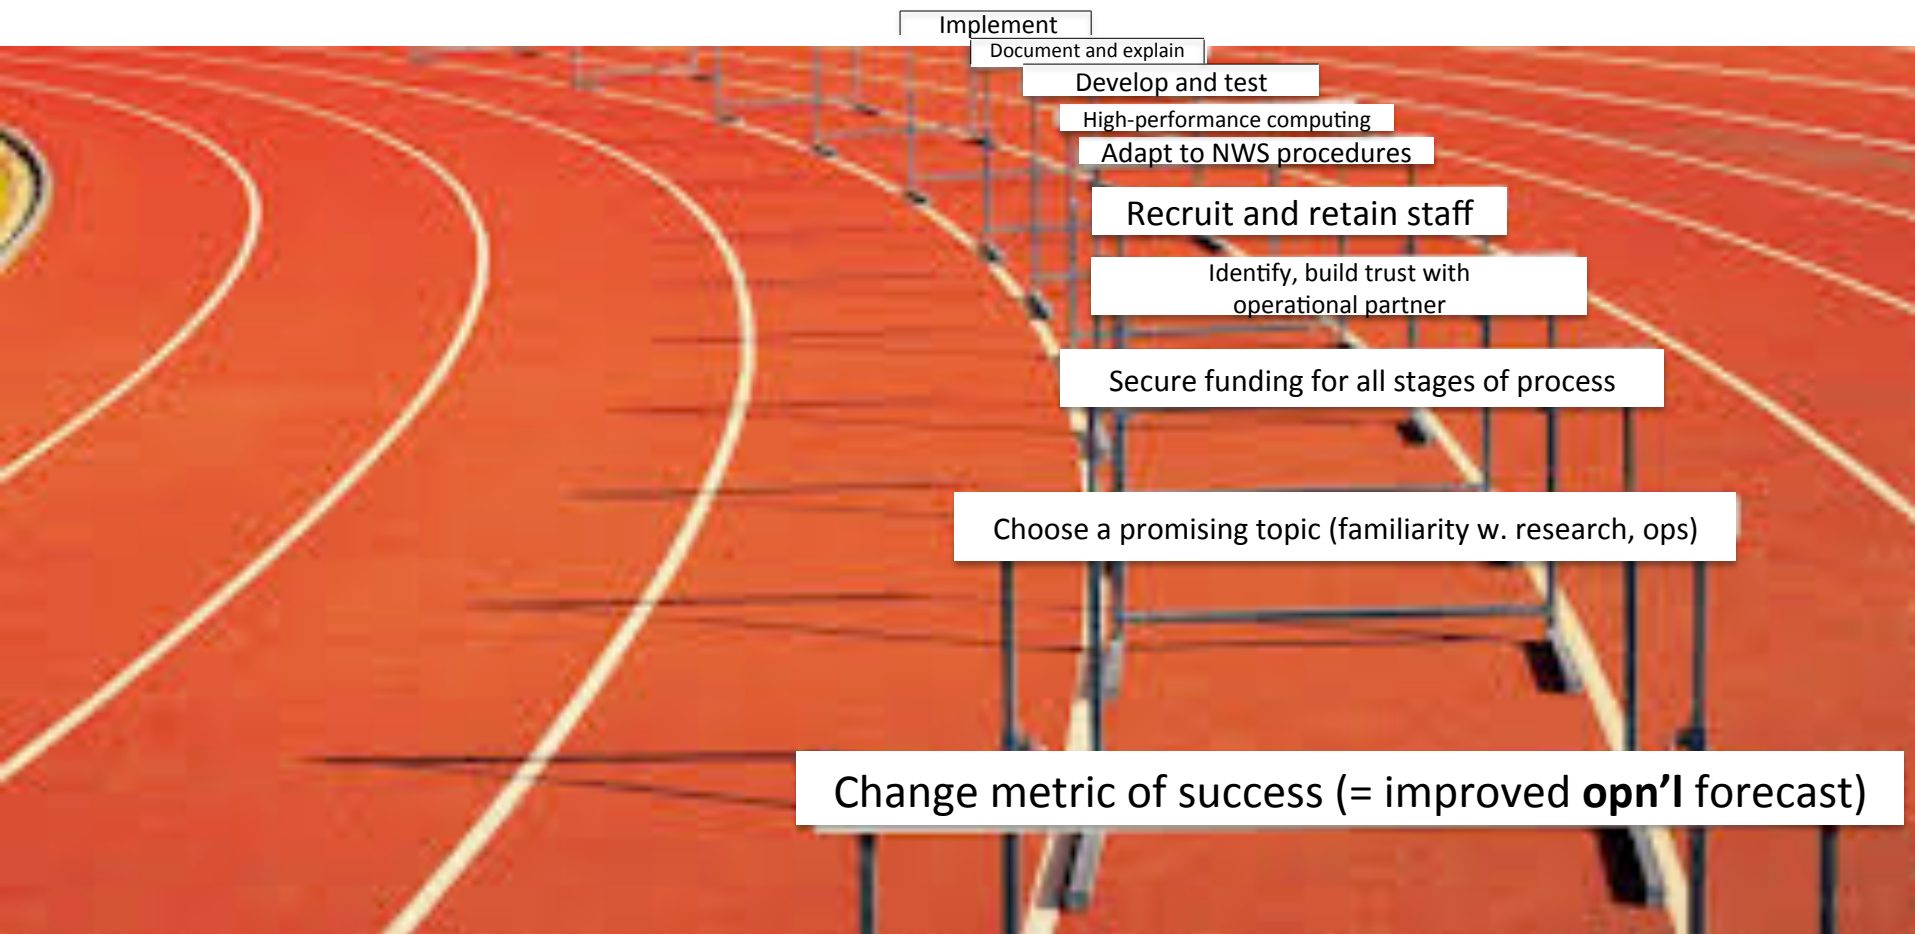 Implement
Document and explain
Develop and test
High-performance computing
Adapt to NWS procedures
Recruit and retain staff
Identify, build trust with
operational partner
Secure funding for all stages of process
Choose a promising topic (familiarity w. research, ops)
Change metric of success (= improved opn’l forecast)